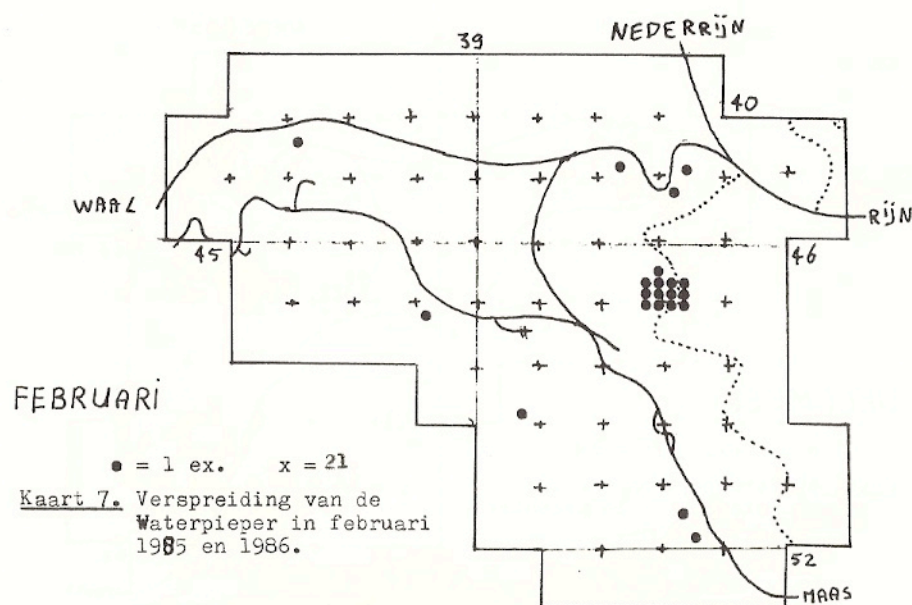 39
NEDERRIJN
40
WAAL
RIJN
45
46
FEBRUARI
● = 1 ex. x = 21
Kaart 7. Verspreiding van de
Waterpieper in februari
1985 en 1986.
52
MAAS